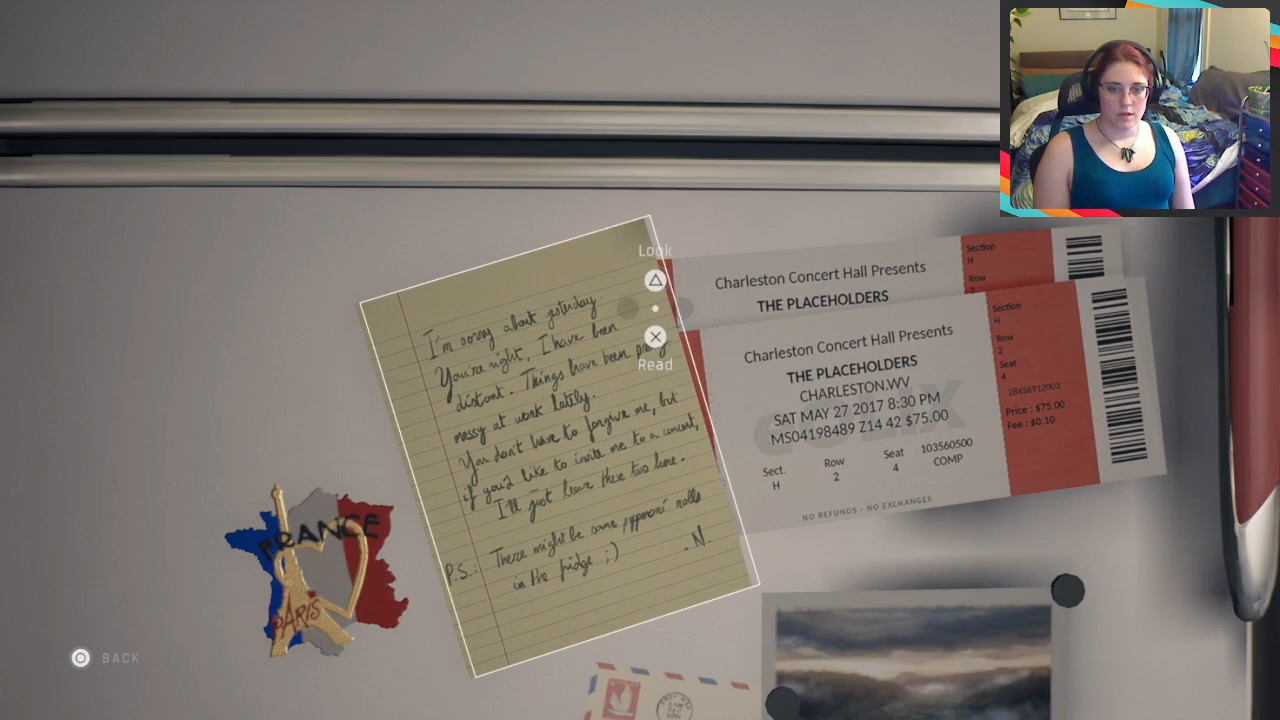 Look
Read
I'm sorry about yesterday.
You're right, I have been
distant. Things have been pretty
messy at work lately.
You don't have to forgive me, but
if you'd like to invite me to a concert,
I'll just leave these two here.
P.S.: There might be some pepperoni rolls
in the fridge ;)
- N.
Charleston Concert Hall Presents
THE PLACEHOLDERS
Section
H
Row
2
Charleston Concert Hall Presents
THE PLACEHOLDERS
CHARLESTON.WV
SAT MAY 27 2017 8:30 PM
MS04198489 Z14 42 $75.00
Sect.
H
Row
2
Seat
4
103560500
COMP
NO REFUNDS - NO EXCHANGES
Section
H
Row
2
Seat
4
28456912003
Price : $75.00
Fee : $0.10
FRANCE
PARIS
BACK